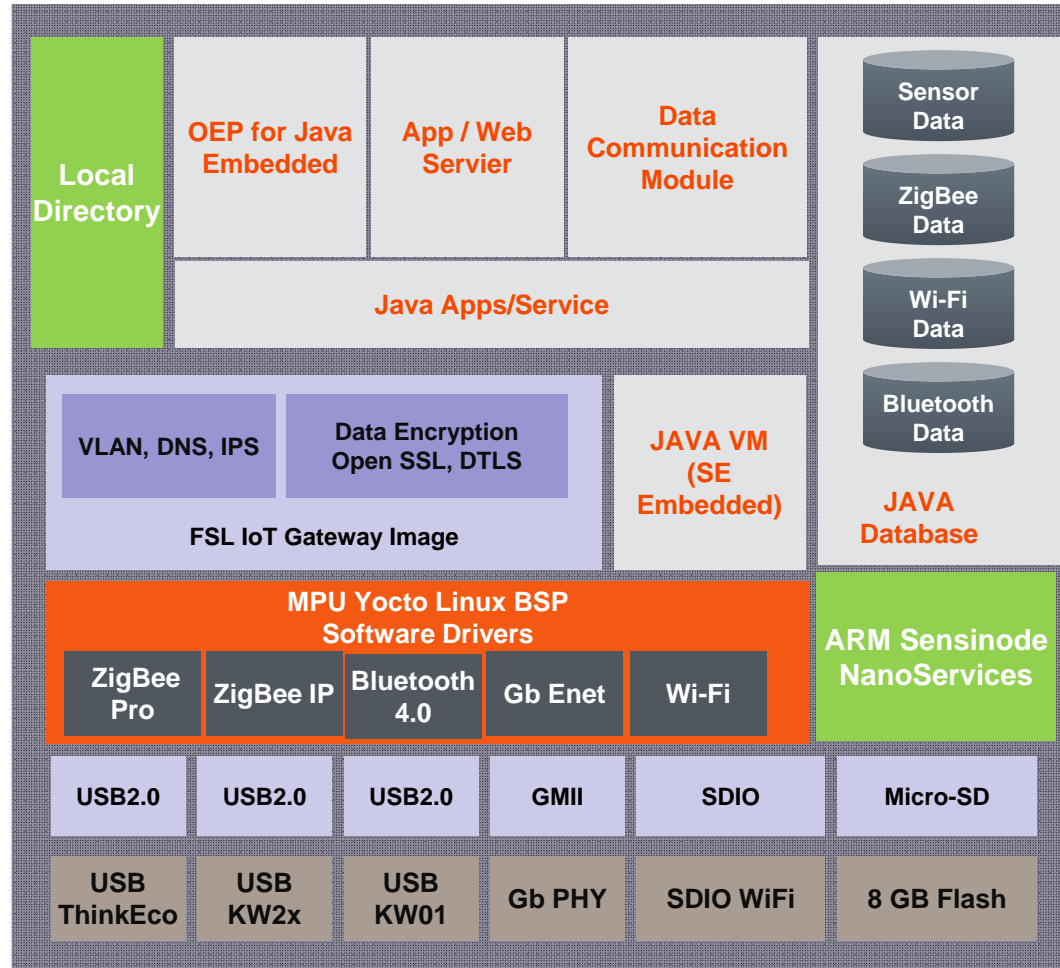 Local
Directory
OEP for Java
Embedded
App / Web
Servier
Data
Communication
Module
Java Apps/Service
Sensor
Data
ZigBee
Data
Wi-Fi
Data
Bluetooth
Data
JAVA
Database
VLAN, DNS, IPS
Data Encryption
Open SSL, DTLS
FSL IoT Gateway Image
JAVA VM
(SE
Embedded)
MPU Yocto Linux BSP
Software Drivers
ZigBee
Pro
ZigBee IP
Bluetooth
4.0
Gb Enet
Wi-Fi
ARM Sensinode
NanoServices
USB2.0
USB2.0
USB2.0
GMII
SDIO
Micro-SD
USB
ThinkEco
USB
KW2x
USB
KW01
Gb PHY
SDIO WiFi
8 GB Flash